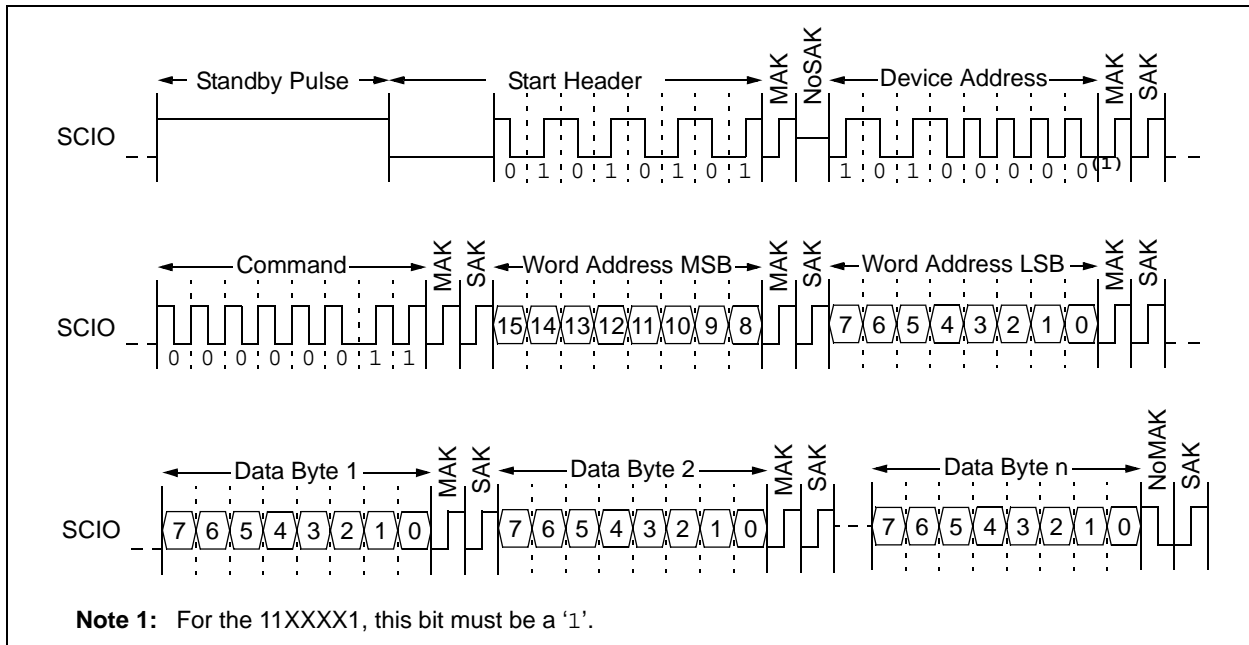 Standby Pulse Start Header MAK NoSAK Device Address MAK SAK
SCIO
0 1 0 1 0 1 0 1 1 0 1 0 0 0 0 0(1)
Command MAK SAK Word Address MSB MAK SAK Word Address LSB MAK SAK
SCIO
15 14 13 12 11 10 9 8 7 6 5 4 3 2 1 0
0 0 0 0 0 0 1 1
Data Byte 1 MAK SAK Data Byte 2 MAK SAK Data Byte n NoMAK SAK
SCIO
7 6 5 4 3 2 1 0 7 6 5 4 3 2 1 0 7 6 5 4 3 2 1 0
Note 1: For the 11XXXX1, this bit must be a ‘1’.